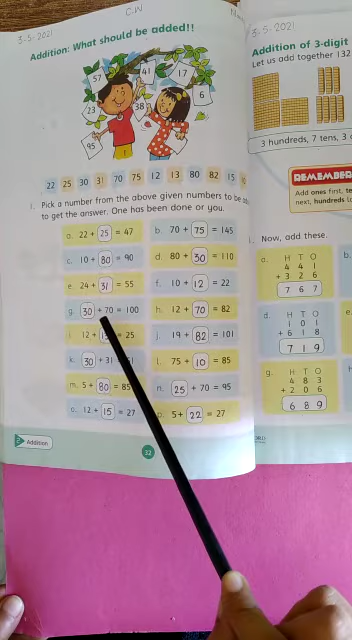 3-5-2021
C.W
3-5-2021
Addition: What should be added!!
57 41 17
23 38 6
95
22 25 30 31 70 75 12 13 80 82 15
1. Pick a number from the above given numbers to be
to get the answer. One has been done or you.
a. 22 + 25 = 47
b. 70 + 75 = 145
c. 10 + 80 = 90
d. 80 + 30 = 110
e. 24 + 31 = 55
f. 10 + 12 = 22
g. 30 + 70 = 100
h. 12 + 70 = 82
i. 12 + = 25
j. 19 + 82 = 101
k. 30 + 31
l. 75 + 10 = 85
m. 5 + 80 = 85
n. 25 + 70 = 95
o. 12 + 15 = 27
p. 5 + 22 = 27
Addition
32
Addition of 3-digit
Let us add together 132
3 hundreds, 7 tens, 3
REMEMBER
Add ones first,
next, hundreds
Now, add these.
a. H T O
4 4 1
+ 3 2 6
7 6 7
b.
d. H T O
1 0 1
+ 6 1 8
7 1 9
e
g. H T O
4 8 3
+ 2 0 6
6 8 9